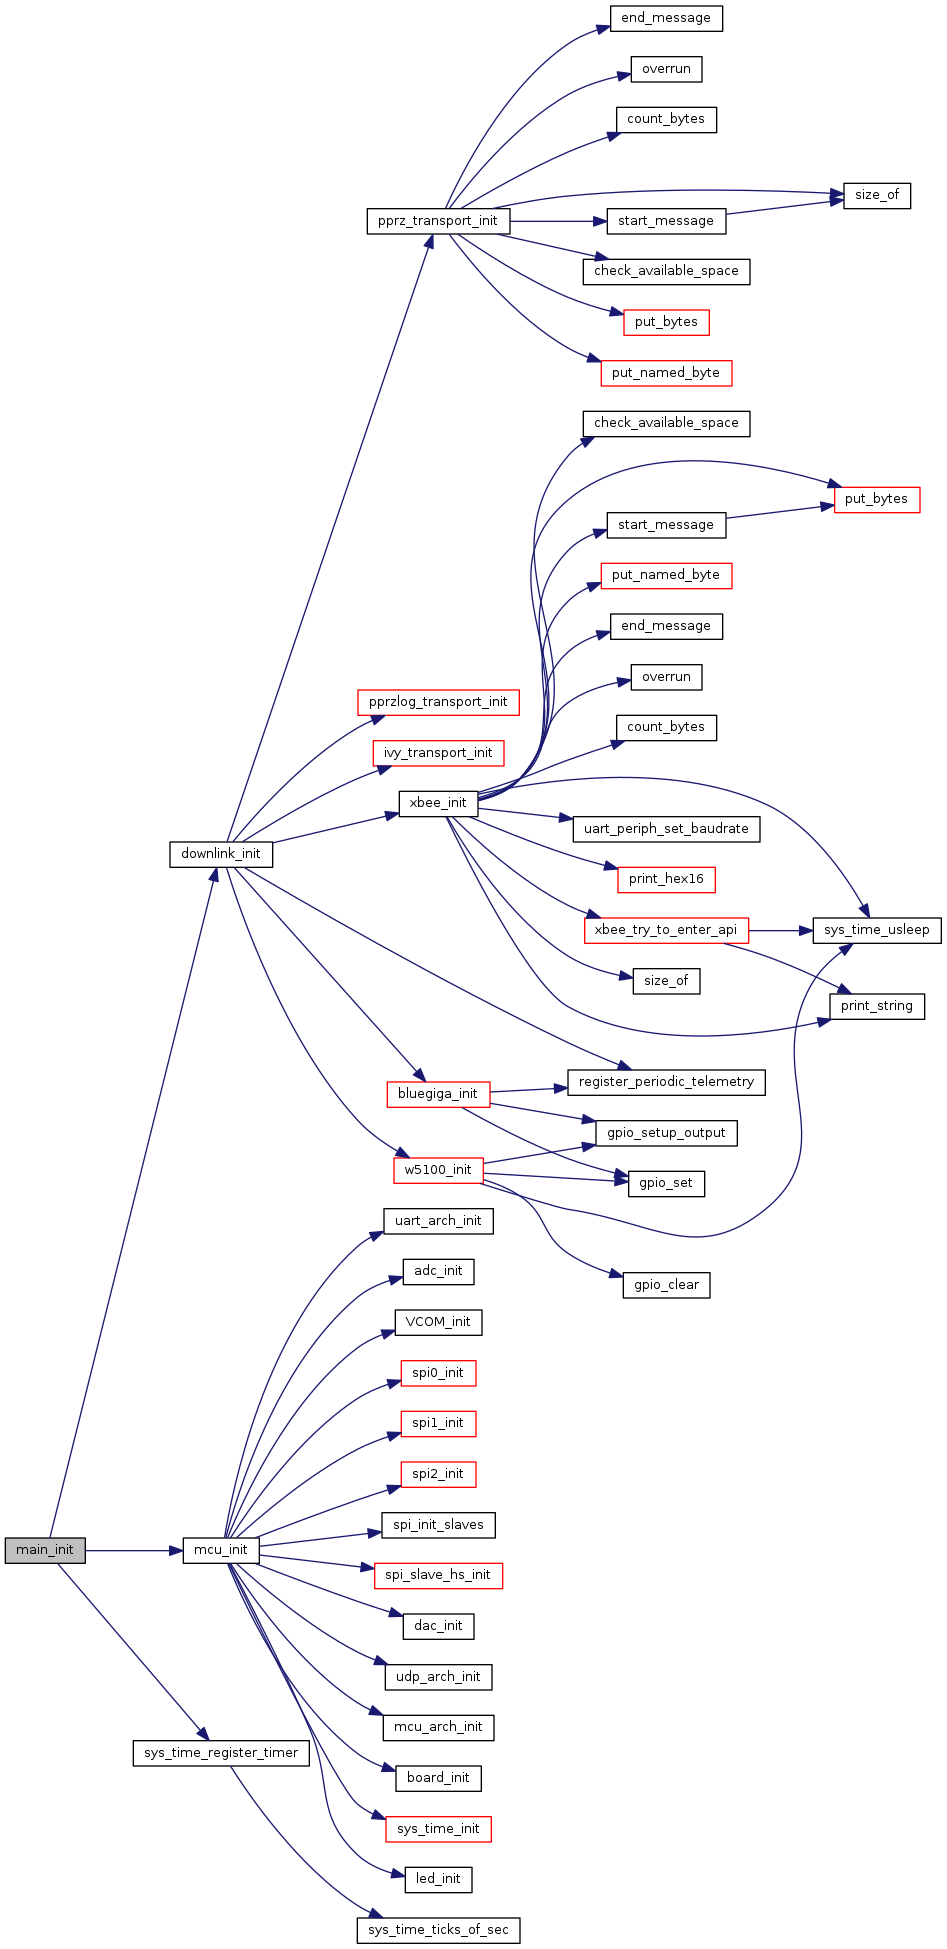 end_message
overrun
count_bytes
size_of
pprz_transport_init
start_message
check_available_space
put_bytes
put_named_byte
check_available_space
put_bytes
start_message
put_named_byte
end_message
overrun
pprzlog_transport_init
count_bytes
ivy_transport_init
xbee_init
uart_periph_set_baudrate
downlink_init
print_hex16
xbee_try_to_enter_api
sys_time_usleep
size_of
print_string
register_periodic_telemetry
bluegiga_init
gpio_setup_output
w5100_init
gpio_set
uart_arch_init
adc_init
gpio_clear
VCOM_init
spi0_init
spi1_init
spi2_init
spi_init_slaves
main_init
mcu_init
spi_slave_hs_init
dac_init
udp_arch_init
mcu_arch_init
sys_time_register_timer
board_init
sys_time_init
led_init
sys_time_ticks_of_sec